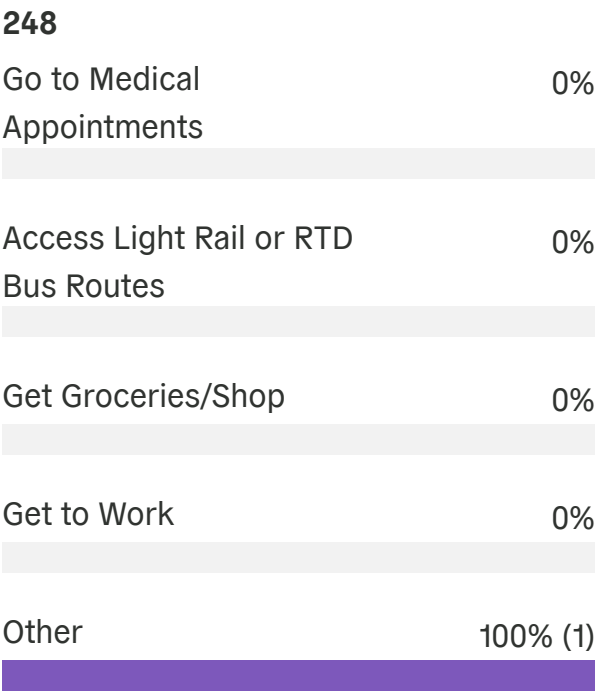 248
Go to Medical
Appointments
0%
Access Light Rail or RTD
Bus Routes
0%
Get Groceries/Shop
0%
Get to Work
0%
Other
100% (1)